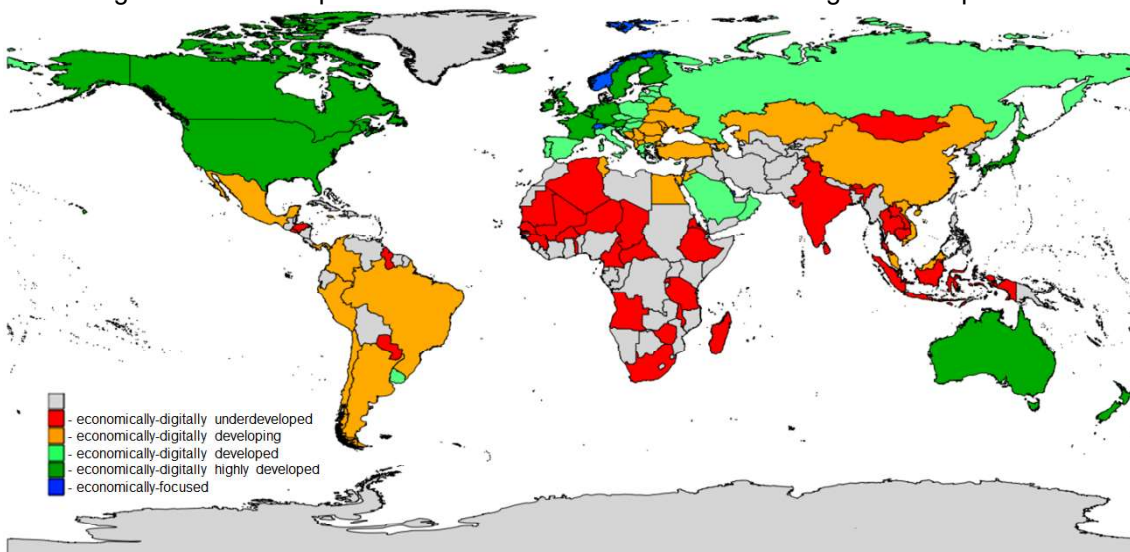 - economically-digitally underdeveloped
- economically-digitally developing
- economically-digitally developed
- economically-digitally highly developed
- economically-focused